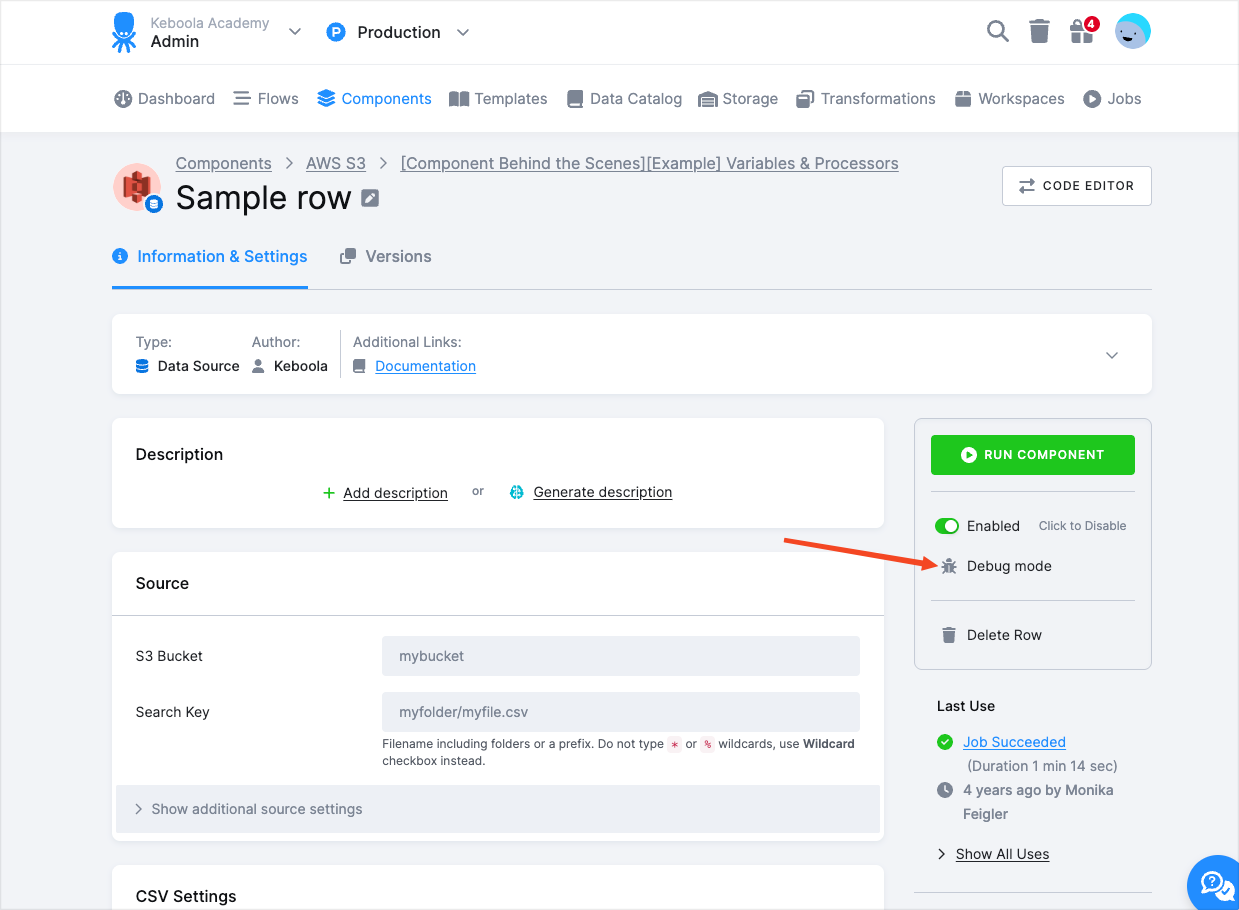 Keboola Academy
Admin
P Production
4
Dashboard Flows Components Templates Data Catalog Storage Transformations Workspaces Jobs
Components > AWS S3 > [Component Behind the Scenes][Example] Variables & Processors
Sample row
CODE EDITOR
Information & Settings Versions
Type: Author: Additional Links:
Data Source Keboola Documentation
Description
Add description or Generate description
RUN COMPONENT
Enabled Click to Disable
Debug mode
Delete Row
Source
S3 Bucket mybucket
Search Key myfolder/myfile.csv
Filename including folders or a prefix. Do not type * or % wildcards, use Wildcard
checkbox instead.
Show additional source settings
CSV Settings
Last Use
Job Succeeded
(Duration 1 min 14 sec)
4 years ago by Monika
Feigler
Show All Uses